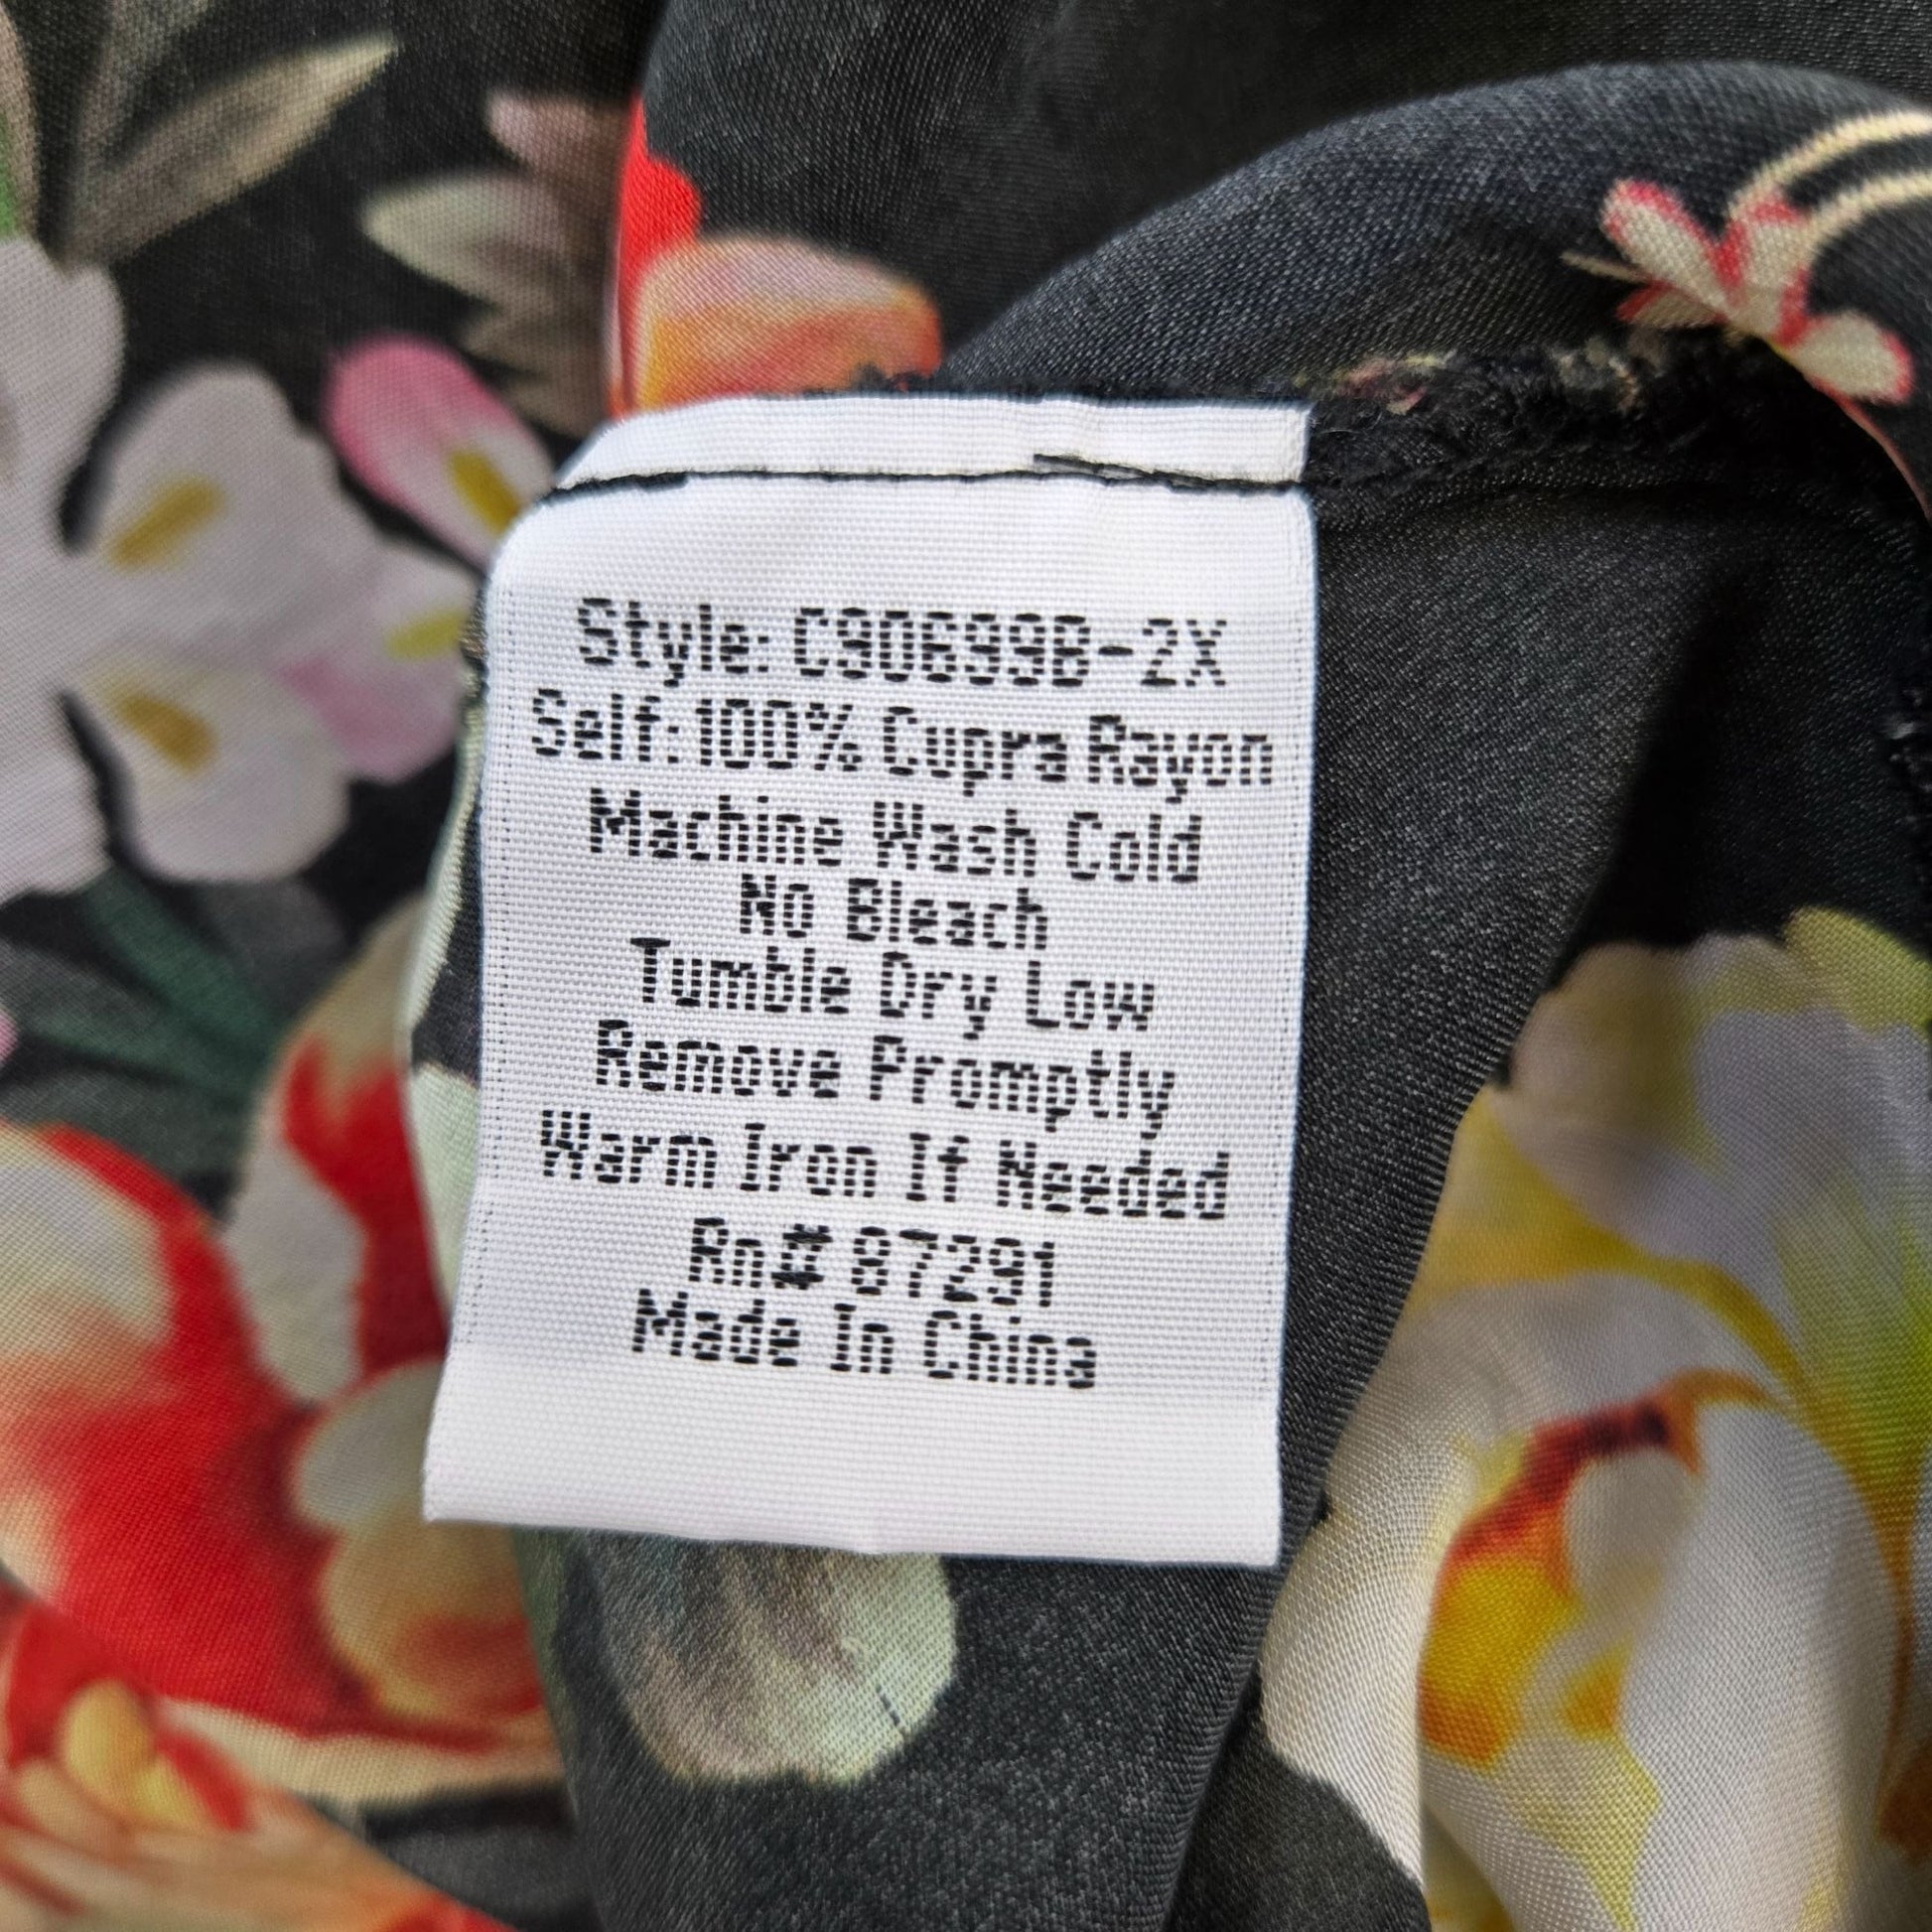 Style: C90699B-2X
Self:100% Cupra Rayon
Machine Wash Cold
No Bleach
Tumble Dry Low
Remove Promptly
Warm Iron If Needed
Rn# 87291
Made In China